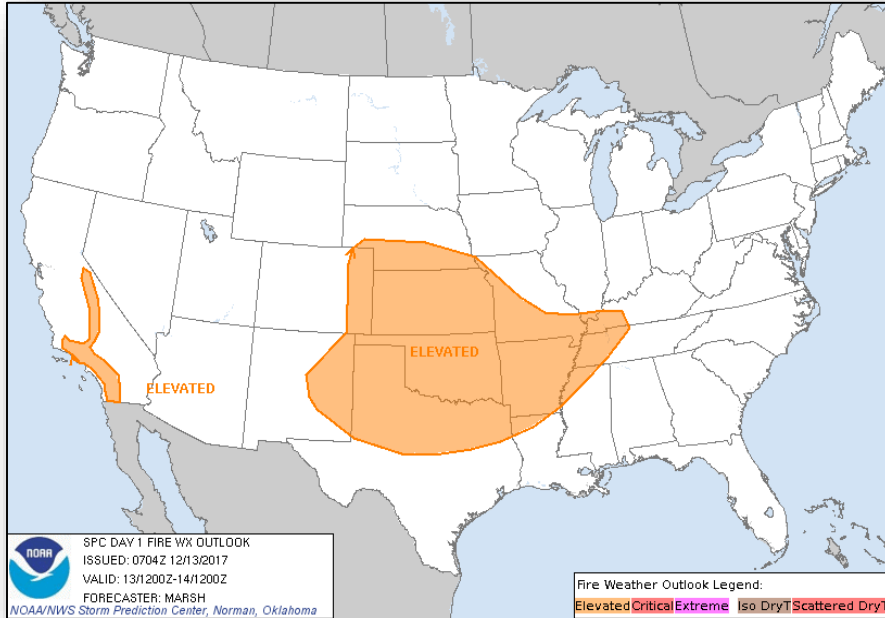 ELEVATED
ELEVATED
NOAA
SPC DAY 1 FIRE WX OUTLOOK
ISSUED: 0704Z 12/13/2017
VALID: 13/1200Z-14/1200Z
FORECASTER: MARSH
NOAA/NWS Storm Prediction Center, Norman, Oklahoma
Fire Weather Outlook Legend:
Elevated Critical Extreme Iso DryT Scattered DryT